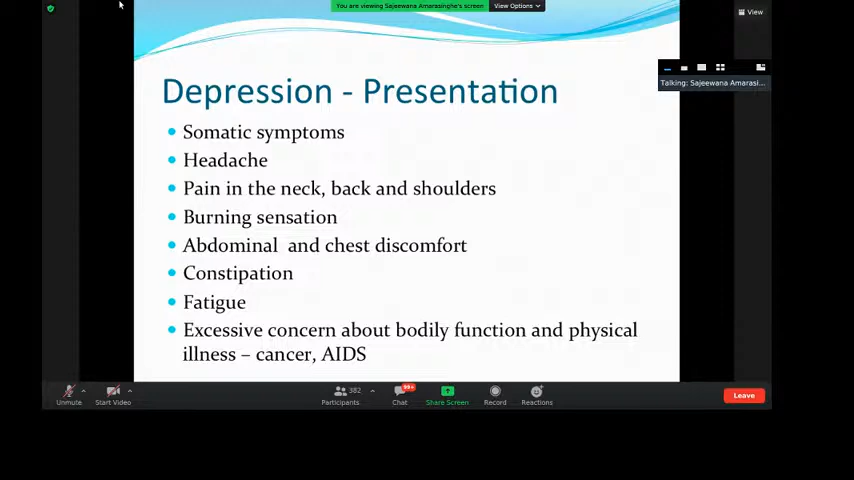 You are viewing Sajeewana Amarasinghe's screen
View Options
View
Talking: Sajeewana Amarasi...
Depression - Presentation
Somatic symptoms
Headache
Pain in the neck, back and shoulders
Burning sensation
Abdominal and chest discomfort
Constipation
Fatigue
Excessive concern about bodily function and physical
illness – cancer, AIDS
Unmute
Start Video
382
Participants
99+
Chat
Share Screen
Record
Reactions
Leave